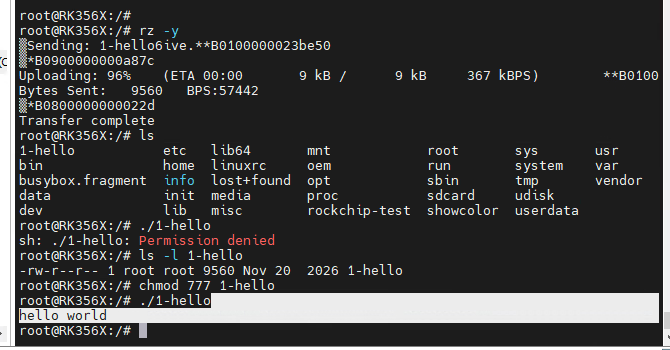 root@RK356X:/#
root@RK356X:/# rz -y
▒Sending: 1-hello6ive.**B0100000023be50
▒*B0900000000a87c
Uploading: 96%    (ETA 00:00      9 kB /      9 kB     367 kBPS)      **B0100
Bytes Sent:   9560   BPS:57442
▒*B0800000000022d
Transfer complete
root@RK356X:/# ls
1-hello           etc   lib64       mnt            root       sys       usr
bin               home  linuxrc     oem            run        system    var
busybox.fragment  info  lost+found  opt            sbin       tmp       vendor
data              init  media       proc           sdcard     udisk
dev               lib   misc        rockchip-test  showcolor  userdata
root@RK356X:/# ./1-hello
sh: ./1-hello: Permission denied
root@RK356X:/# ls -l 1-hello
-rw-r--r-- 1 root root 9560 Nov 20  2026 1-hello
root@RK356X:/# chmod 777 1-hello
root@RK356X:/# ./1-hello
hello world
root@RK356X:/#